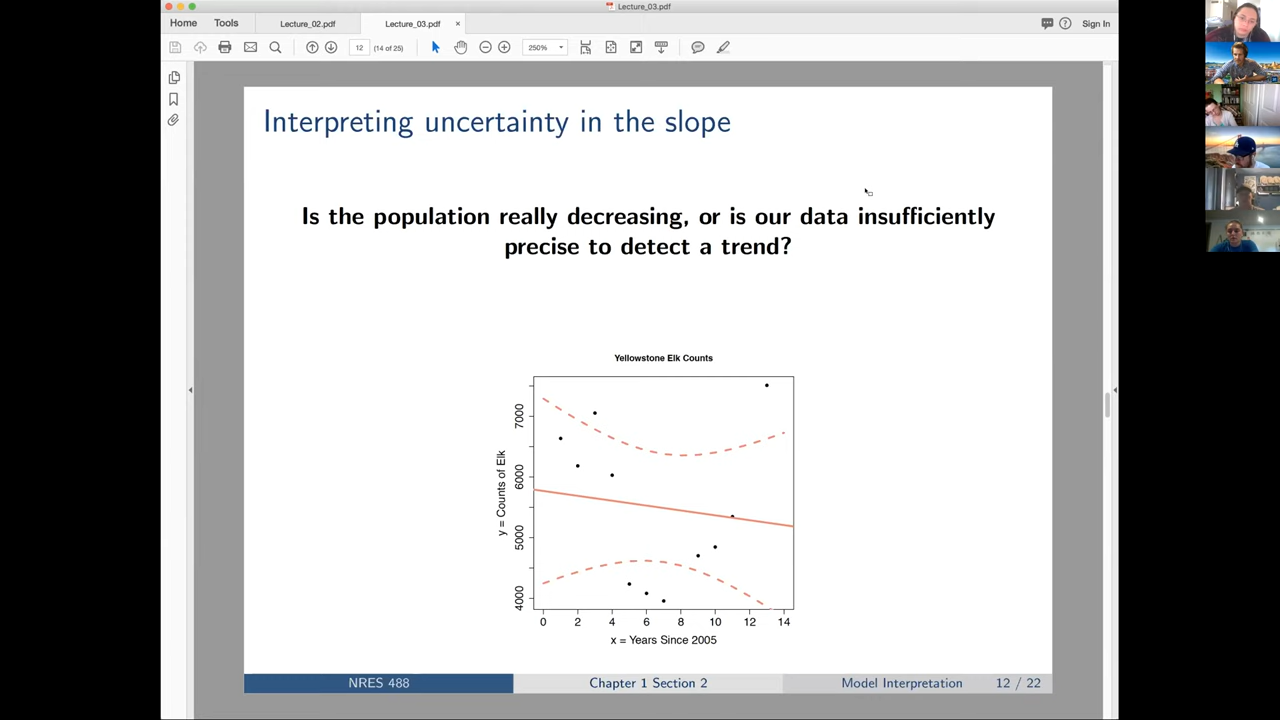 Lecture_03.pdf
Home Tools Lecture_02.pdf Lecture_03.pdf × Sign In
12 (14 of 25) 250%
Interpreting uncertainty in the slope
Is the population really decreasing, or is our data insufficiently
precise to detect a trend?
Yellowstone Elk Counts
y = Counts of Elk
7000
6000
5000
4000
0 2 4 6 8 10 12 14
x = Years Since 2005
NRES 488 Chapter 1 Section 2 Model Interpretation 12 / 22